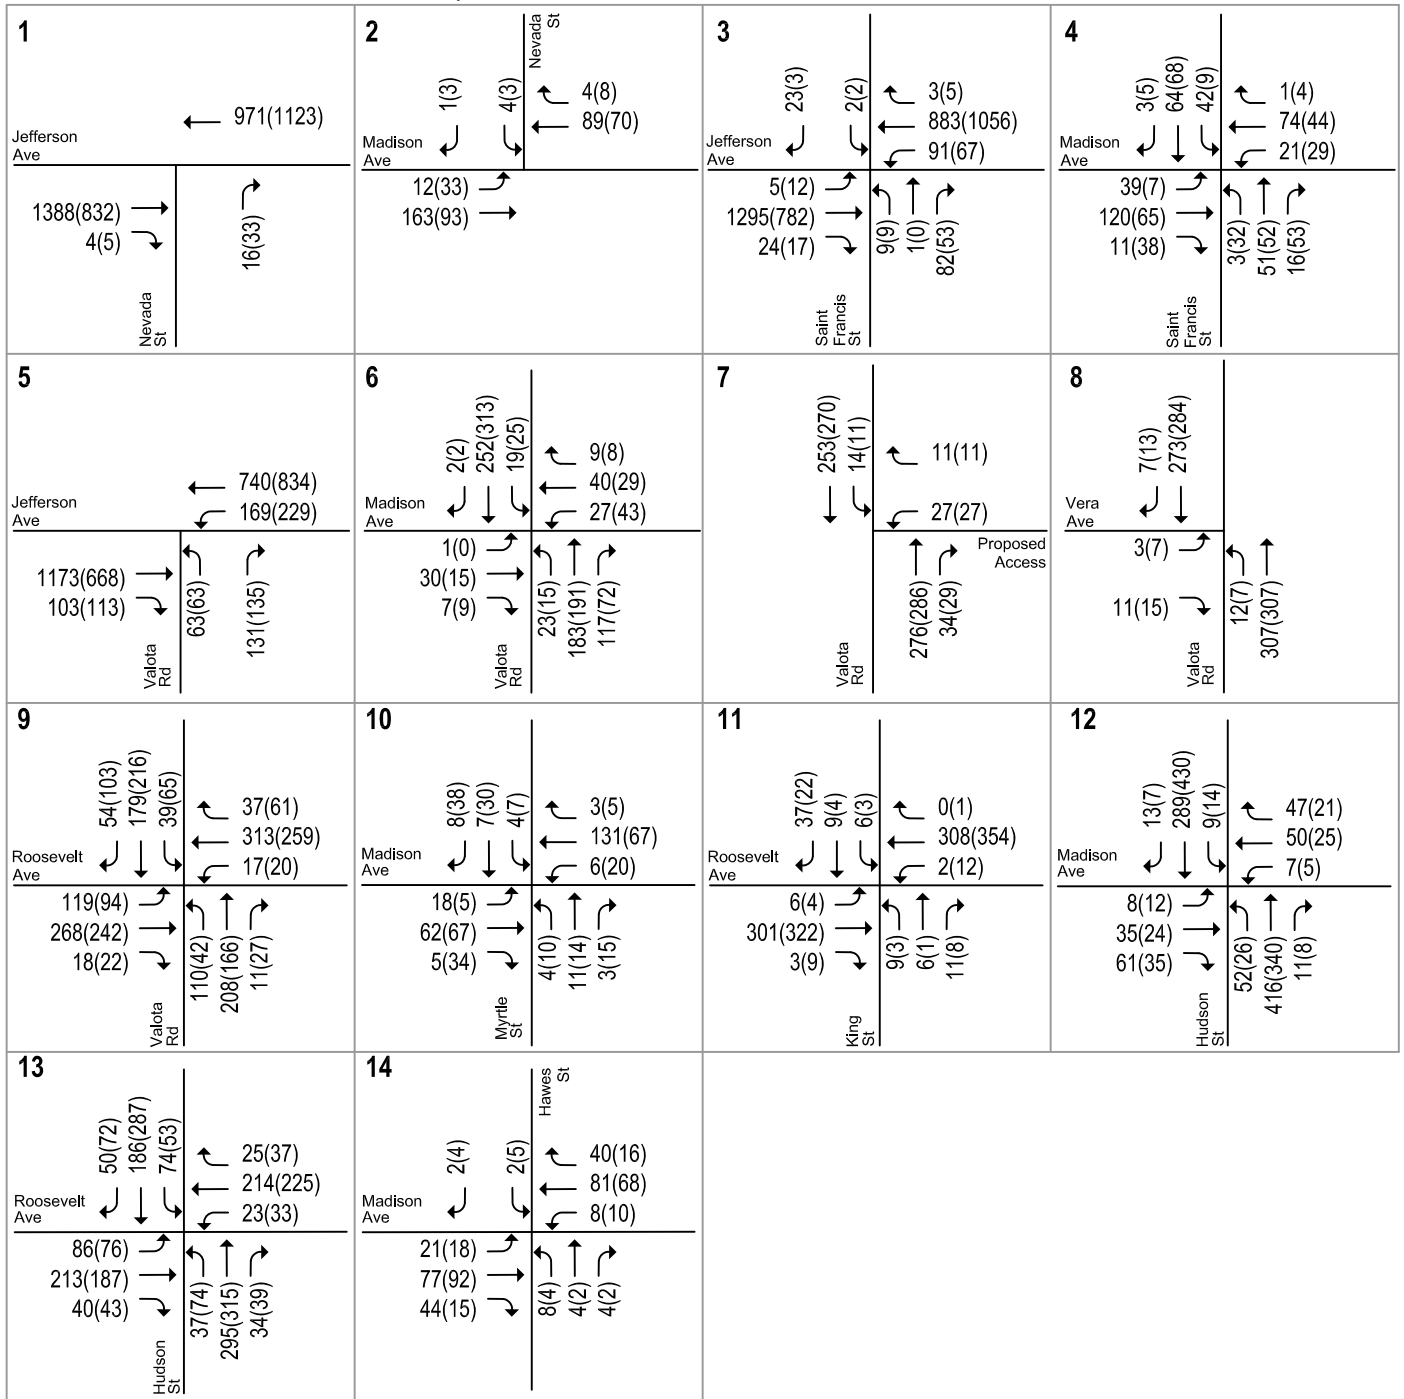 1
971(1123)
Jefferson
Ave
1388(832)
4(5)
16(33)
Nevada
St
2
Nevada
St
1(3)
4(3)
4(8)
89(70)
Madison
Ave
12(33)
163(93)
3
23(3)
2(2)
3(5)
883(1056)
91(67)
Jefferson
Ave
5(12)
1295(782)
24(17)
9(9)
1(0)
82(53)
Saint
Francis
St
4
3(5)
64(68)
42(9)
1(4)
74(44)
21(29)
Madison
Ave
39(7)
120(65)
11(38)
3(32)
51(52)
16(53)
Saint
Francis
St
5
740(834)
169(229)
Jefferson
Ave
1173(668)
103(113)
63(63)
131(135)
Valota
Rd
6
2(2)
252(313)
19(25)
9(8)
40(29)
27(43)
Madison
Ave
1(0)
30(15)
7(9)
23(15)
183(191)
117(72)
Valota
Rd
7
253(270)
14(11)
11(11)
27(27)
Proposed
Access
276(286)
34(29)
Valota
Rd
8
7(13)
273(284)
Vera
Ave
3(7)
11(15)
12(7)
307(307)
Valota
Rd
9
54(103)
179(216)
39(65)
37(61)
313(259)
17(20)
Roosevelt
Ave
119(94)
268(242)
18(22)
110(42)
208(166)
11(27)
Valota
Rd
10
8(38)
7(30)
4(7)
3(5)
131(67)
6(20)
Madison
Ave
18(5)
62(67)
5(34)
4(10)
11(14)
3(15)
Myrtle
St
11
37(22)
9(4)
6(3)
0(1)
308(354)
2(12)
Roosevelt
Ave
6(4)
301(322)
3(9)
9(3)
6(1)
11(8)
King
St
12
13(7)
289(430)
9(14)
47(21)
50(25)
7(5)
Madison
Ave
8(12)
35(24)
61(35)
52(26)
416(340)
11(8)
Hudson
St
13
50(72)
186(287)
74(53)
25(37)
214(225)
23(33)
Roosevelt
Ave
86(76)
213(187)
40(43)
37(74)
295(315)
34(39)
Hudson
St
14
Hawes
St
2(4)
2(5)
40(16)
81(68)
8(10)
Madison
Ave
21(18)
77(92)
44(15)
8(4)
4(2)
4(2)